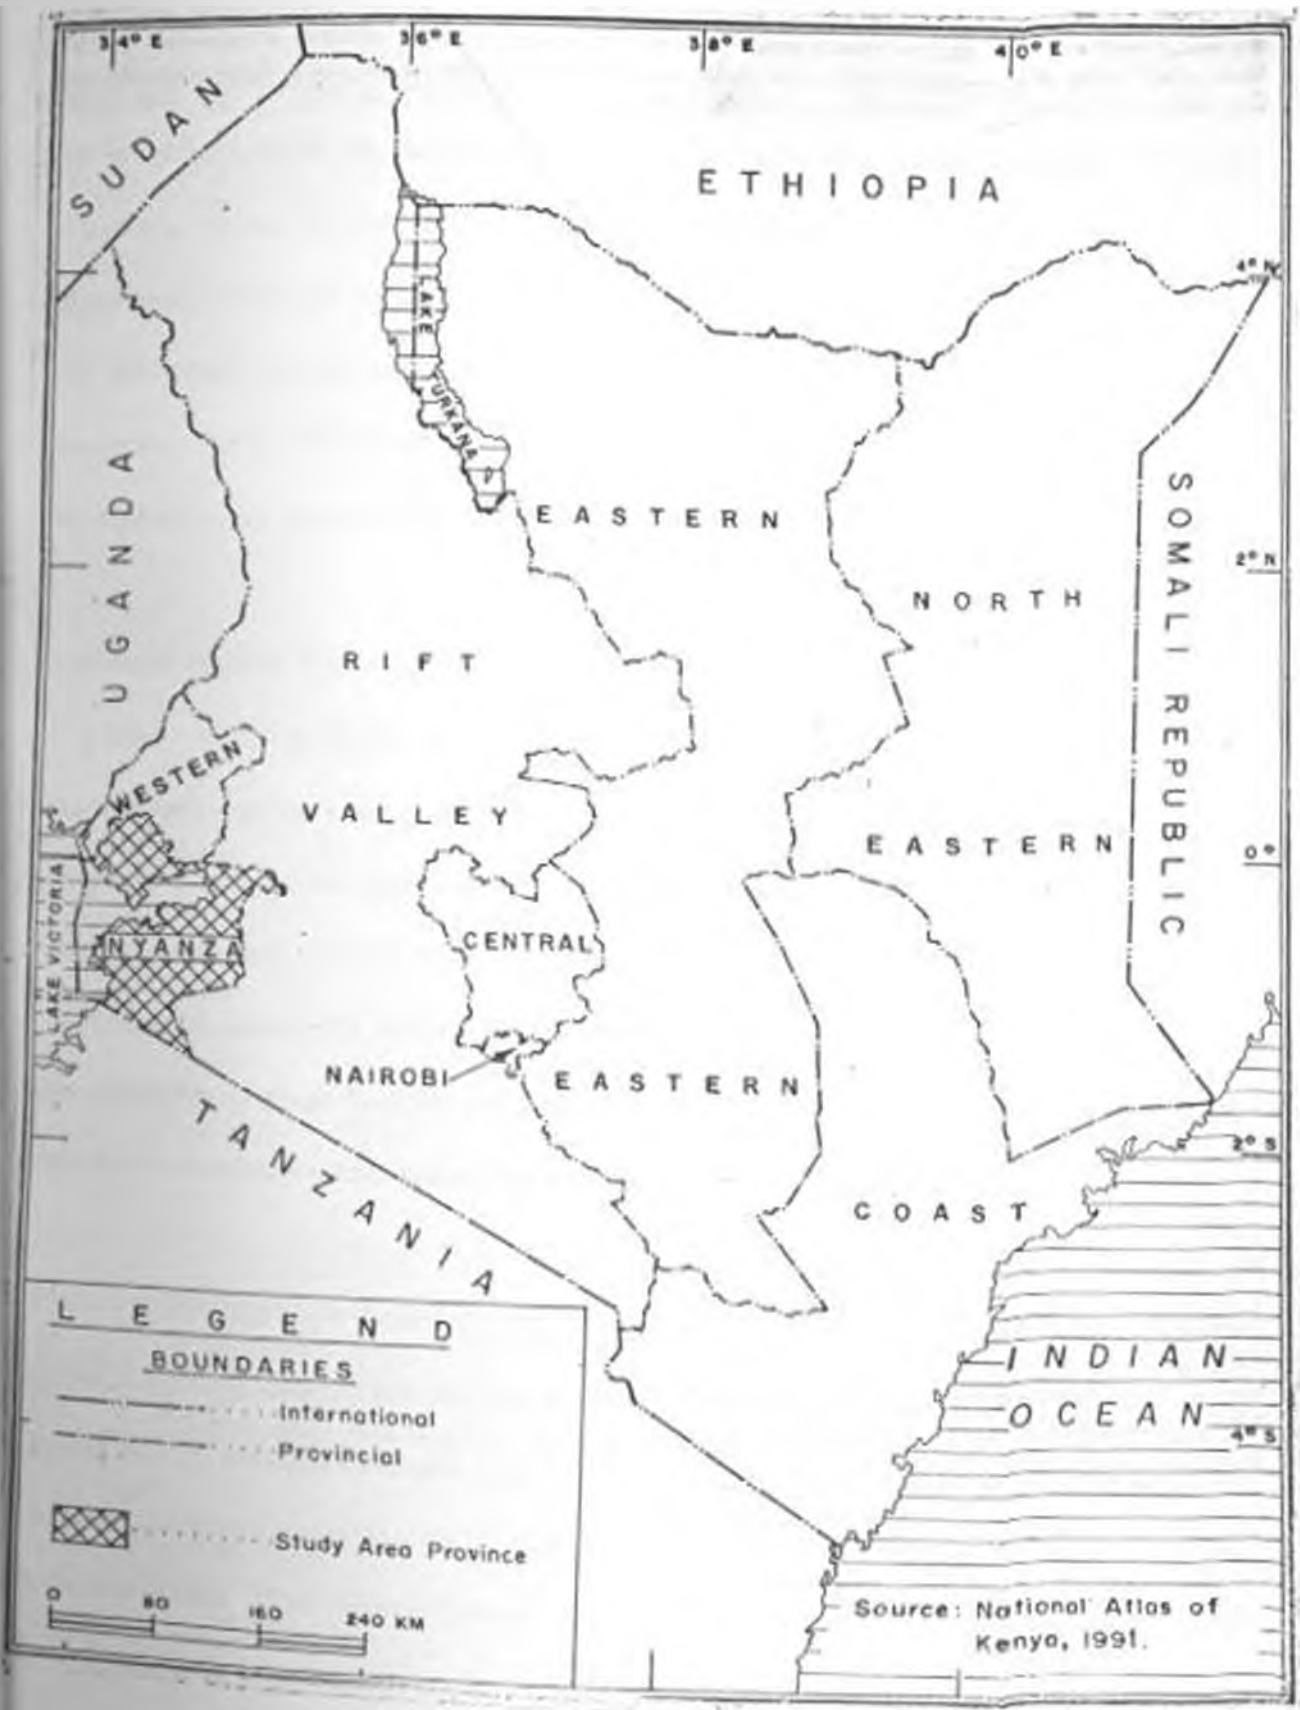 34° E 36° E 38° E 40° E
SUDAN
ETHIOPIA
4° N
LAKE TURKANA
UGANDA
EASTERN
SOMALI REPUBLIC
2° N
NORTH
RIFT
WESTERN
VALLEY
EASTERN
0°
LAKE VICTORIA
NYANZA
CENTRAL
NAIROBI
EASTERN
TANZANIA
2° S
COAST
LEGEND
BOUNDARIES
International
Provincial
Study Area Province
0 80 160 240 KM
INDIAN
OCEAN
4° S
Source: National Atlas of
Kenya, 1991.